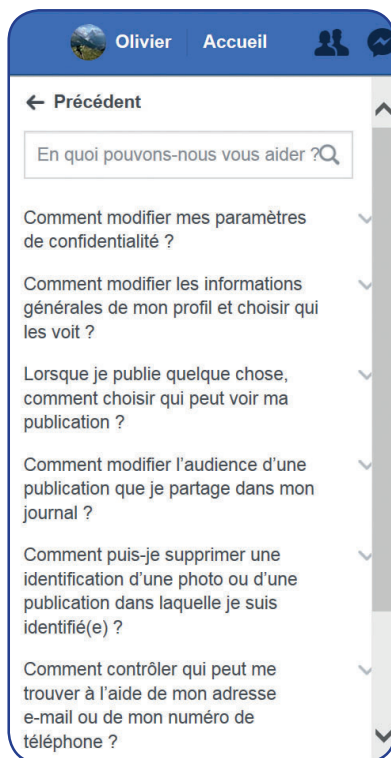 Olivier Accueil
← Précédent
En quoi pouvons-nous vous aider ?
Comment modifier mes paramètres
de confidentialité ?
Comment modifier les informations
générales de mon profil et choisir qui
les voit ?
Lorsque je publie quelque chose,
comment choisir qui peut voir ma
publication ?
Comment modifier l’audience d’une
publication que je partage dans mon
journal ?
Comment puis-je supprimer une
identification d’une photo ou d’une
publication dans laquelle je suis
identifié(e) ?
Comment contrôler qui peut me
trouver à l’aide de mon adresse
e-mail ou de mon numéro de
téléphone ?